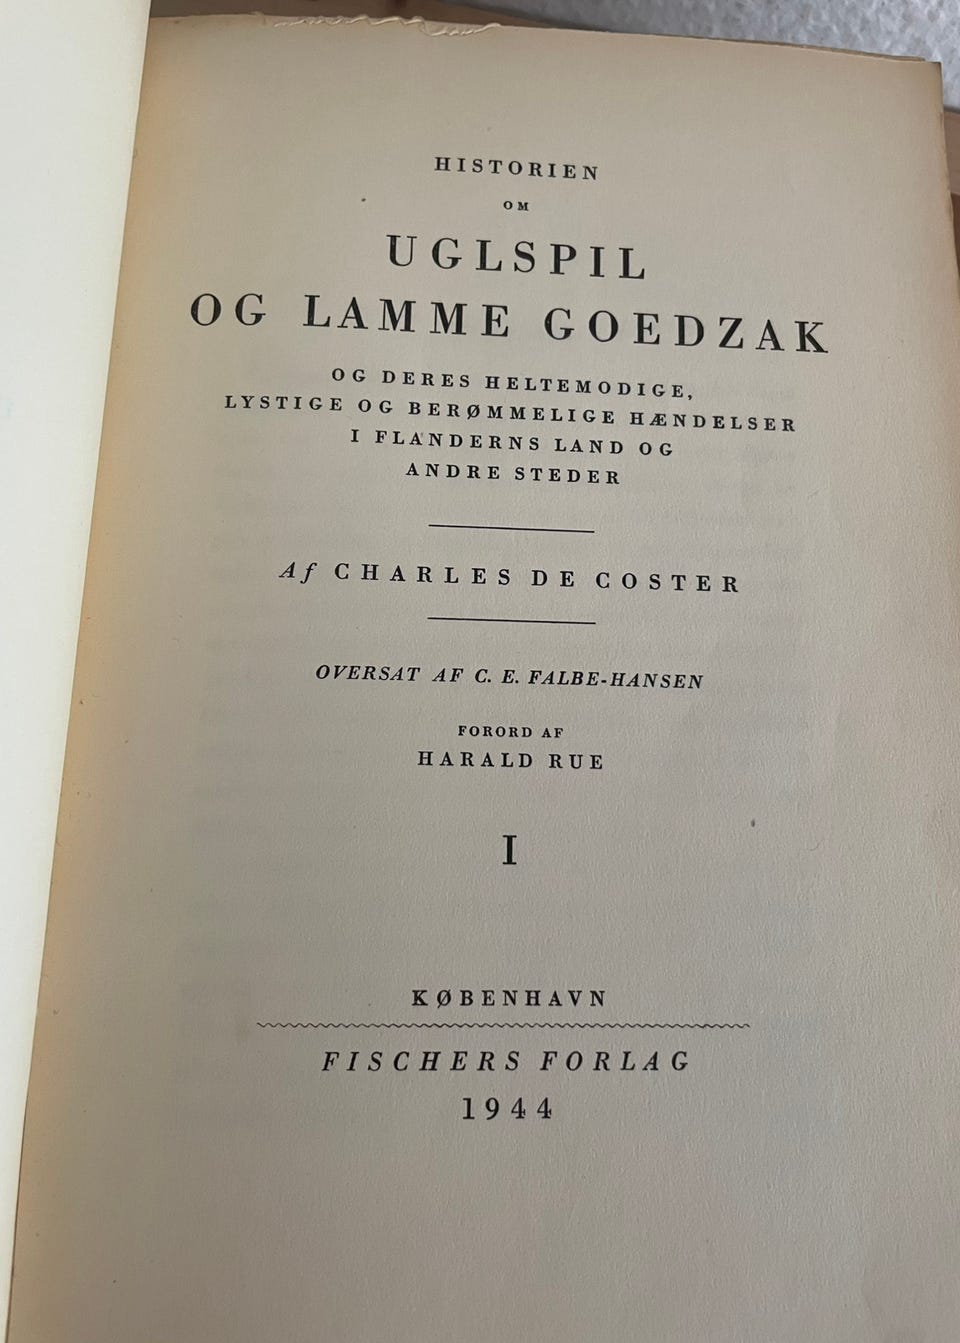 HISTORIEN
OM
UGLSPIL
OG LAMME GOEDZAK
OG DERES HELTEMODIGE,
LYSTIGE OG BERØMMELIGE HÆNDELSER
I FLANDERNS LAND OG
ANDRE STEDER
Af CHARLES DE COSTER
OVERSAT AF C. E. FALBE-HANSEN
FORORD AF
HARALD RUE
I
KØBENHAVN
FISCHERS FORLAG
1944